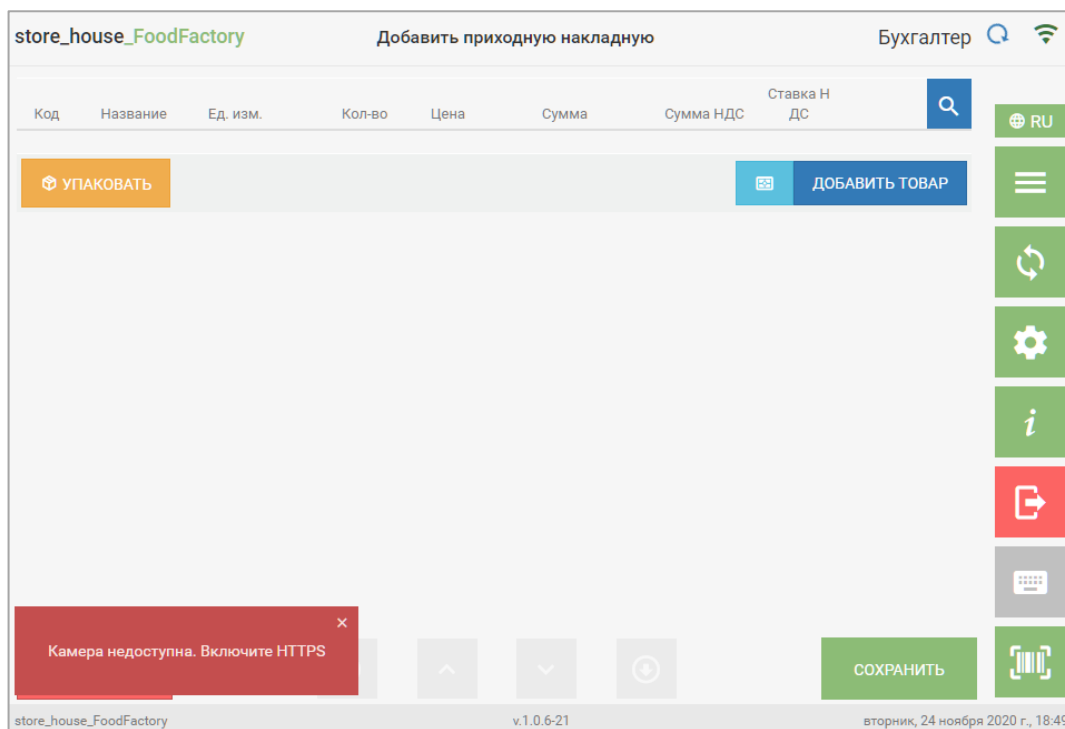 store_house_FoodFactory Добавить приходную накладную Бухгалтер
Код Название Ед. изм. Кол-во Цена Сумма Сумма НДС Ставка Н
ДС
RU
УПАКОВАТЬ ДОБАВИТЬ ТОВАР
i
×
Камера недоступна. Включите HTTPS
СОХРАНИТЬ
store_house_FoodFactory v.1.0.6-21 вторник, 24 ноября 2020 г., 18:49